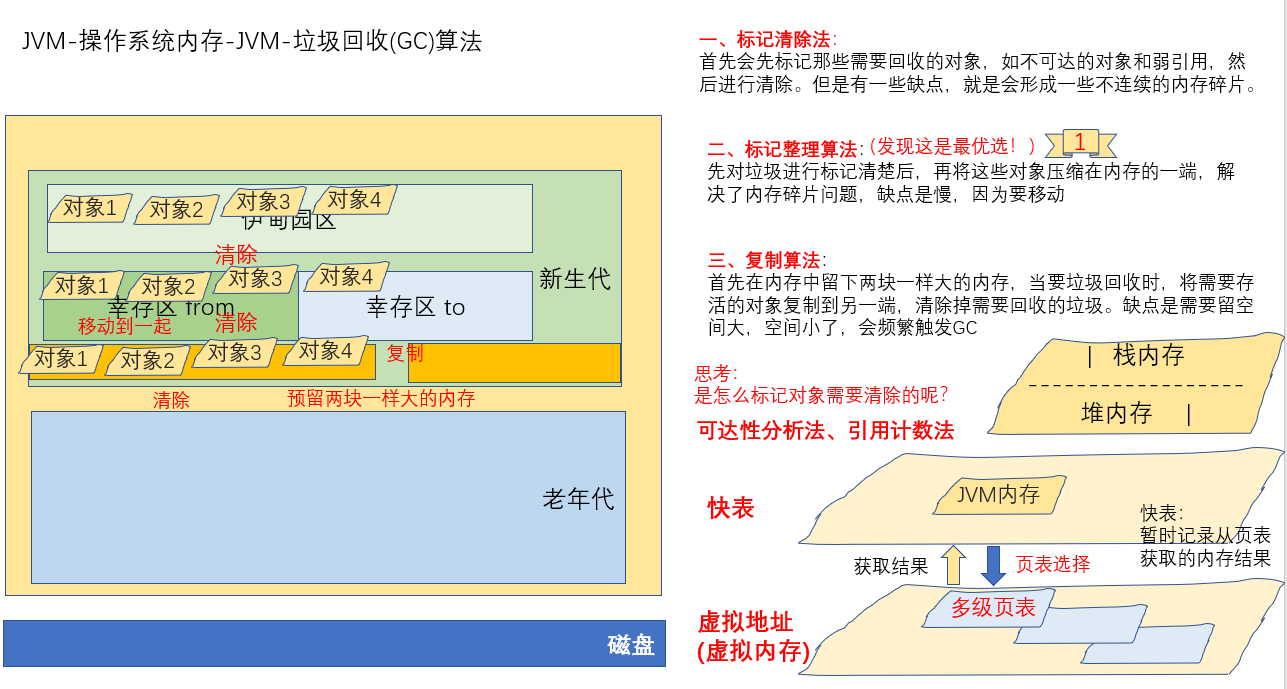 JVM-操作系统内存-JVM-垃圾回收(GC)算法
对象1
对象2
对象3
对象4
伊甸园区
清除
对象1
对象2
对象3
对象4
新生代
幸存区 from
幸存区 to
移动到一起
清除
对象1
对象2
对象3
对象4
复制
清除
预留两块一样大的内存
老年代
磁盘
一、标记清除法:
首先会先标记那些需要回收的对象，如不可达的对象和弱引用，然
后进行清除。但是有一些缺点，就是会形成一些不连续的内存碎片。
二、标记整理算法:(发现这是最优选！)
1
先对垃圾进行标记清楚后，再将这些对象压缩在内存的一端，解
决了内存碎片问题，缺点是慢，因为要移动
三、复制算法:
首先在内存中留下两块一样大的内存，当要垃圾回收时，将需要存
活的对象复制到另一端，清除掉需要回收的垃圾。缺点是需要留空
间大，空间小了，会频繁触发GC
思考:
是怎么标记对象需要清除的呢?
可达性分析法、引用计数法
| 栈内存
-----------------
堆内存 |
快表
JVM内存
快表:
暂时记录从页表
获取的内存结果
获取结果
页表选择
虚拟地址
(虚拟内存)
多级页表